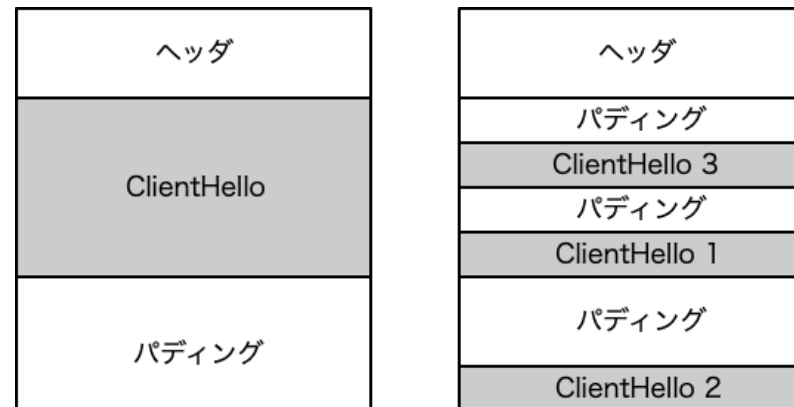 ヘッダ
ClientHello
パディング
ヘッダ
パディング
ClientHello 3
パディング
ClientHello 1
パディング
ClientHello 2